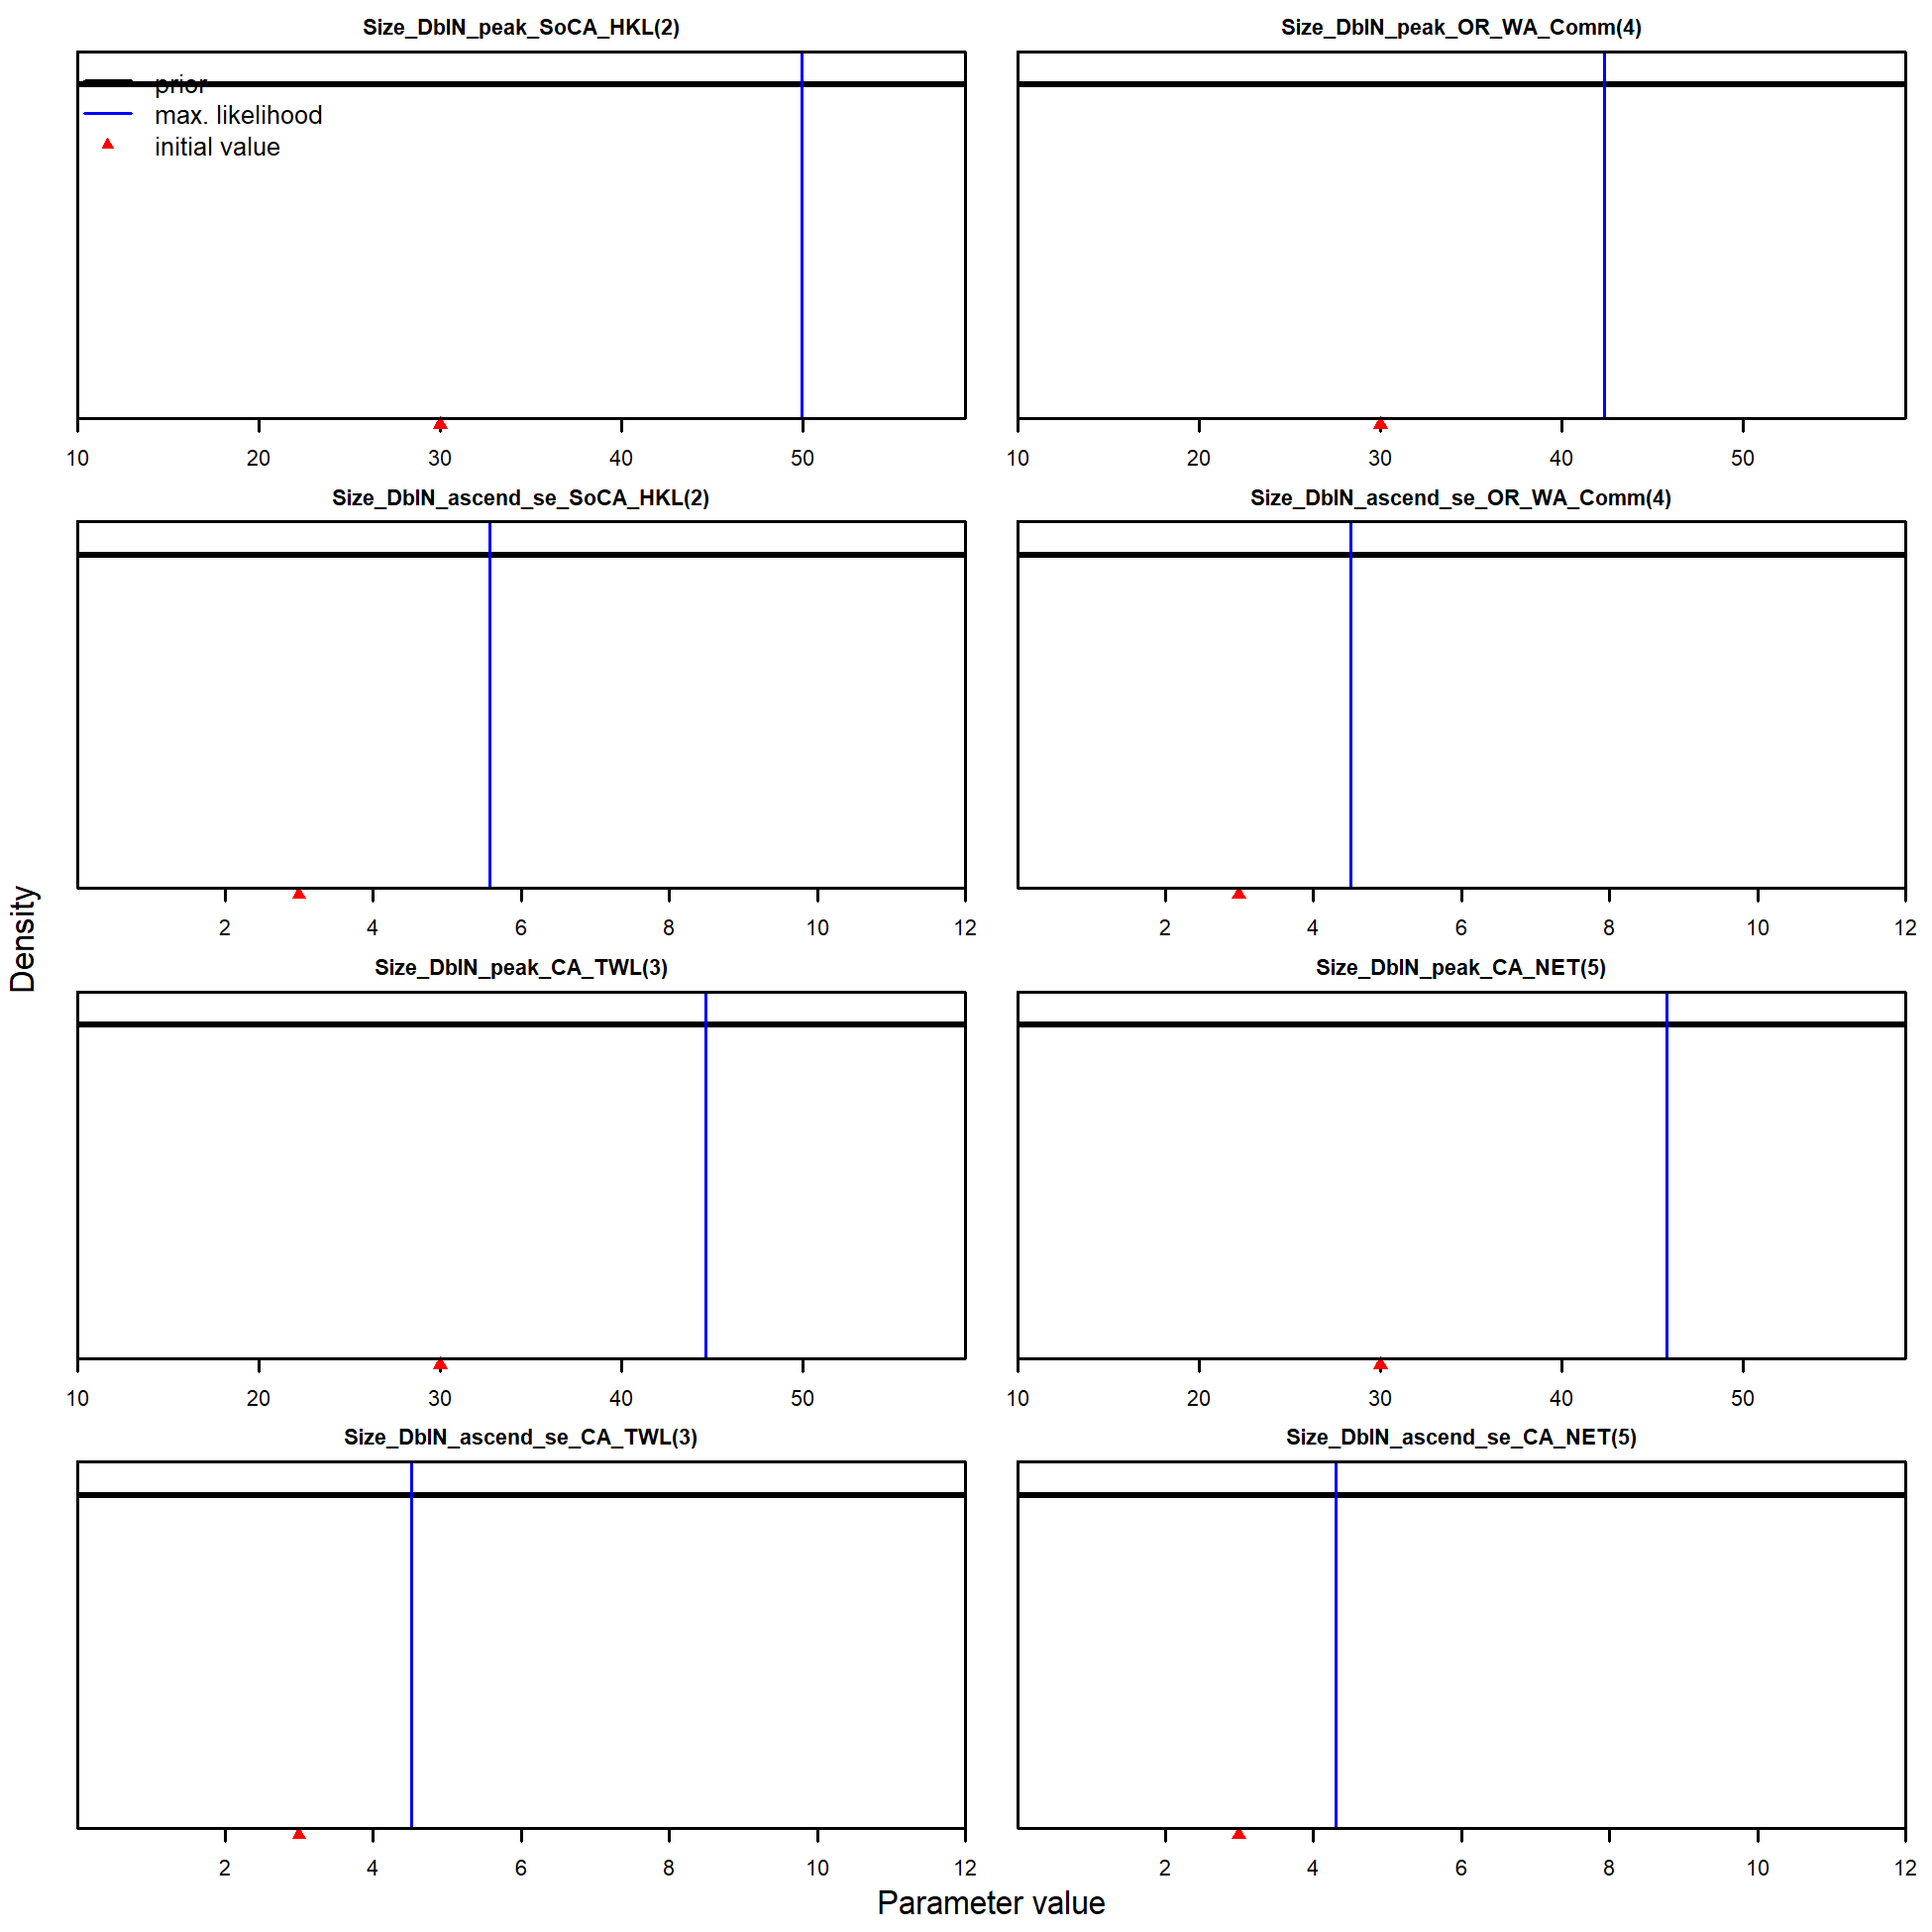 Size_DblN_peak_SoCA_HKL(2)
prior
max. likelihood
initial value
10 20 30 40 50
Size_DblN_peak_OR_WA_Comm(4)
10 20 30 40 50
Size_DblN_ascend_se_SoCA_HKL(2)
2 4 6 8 10 12
Size_DblN_ascend_se_OR_WA_Comm(4)
2 4 6 8 10 12
Size_DblN_peak_CA_TWL(3)
10 20 30 40 50
Size_DblN_peak_CA_NET(5)
10 20 30 40 50
Size_DblN_ascend_se_CA_TWL(3)
2 4 6 8 10 12
Size_DblN_ascend_se_CA_NET(5)
2 4 6 8 10 12
Density
Parameter value